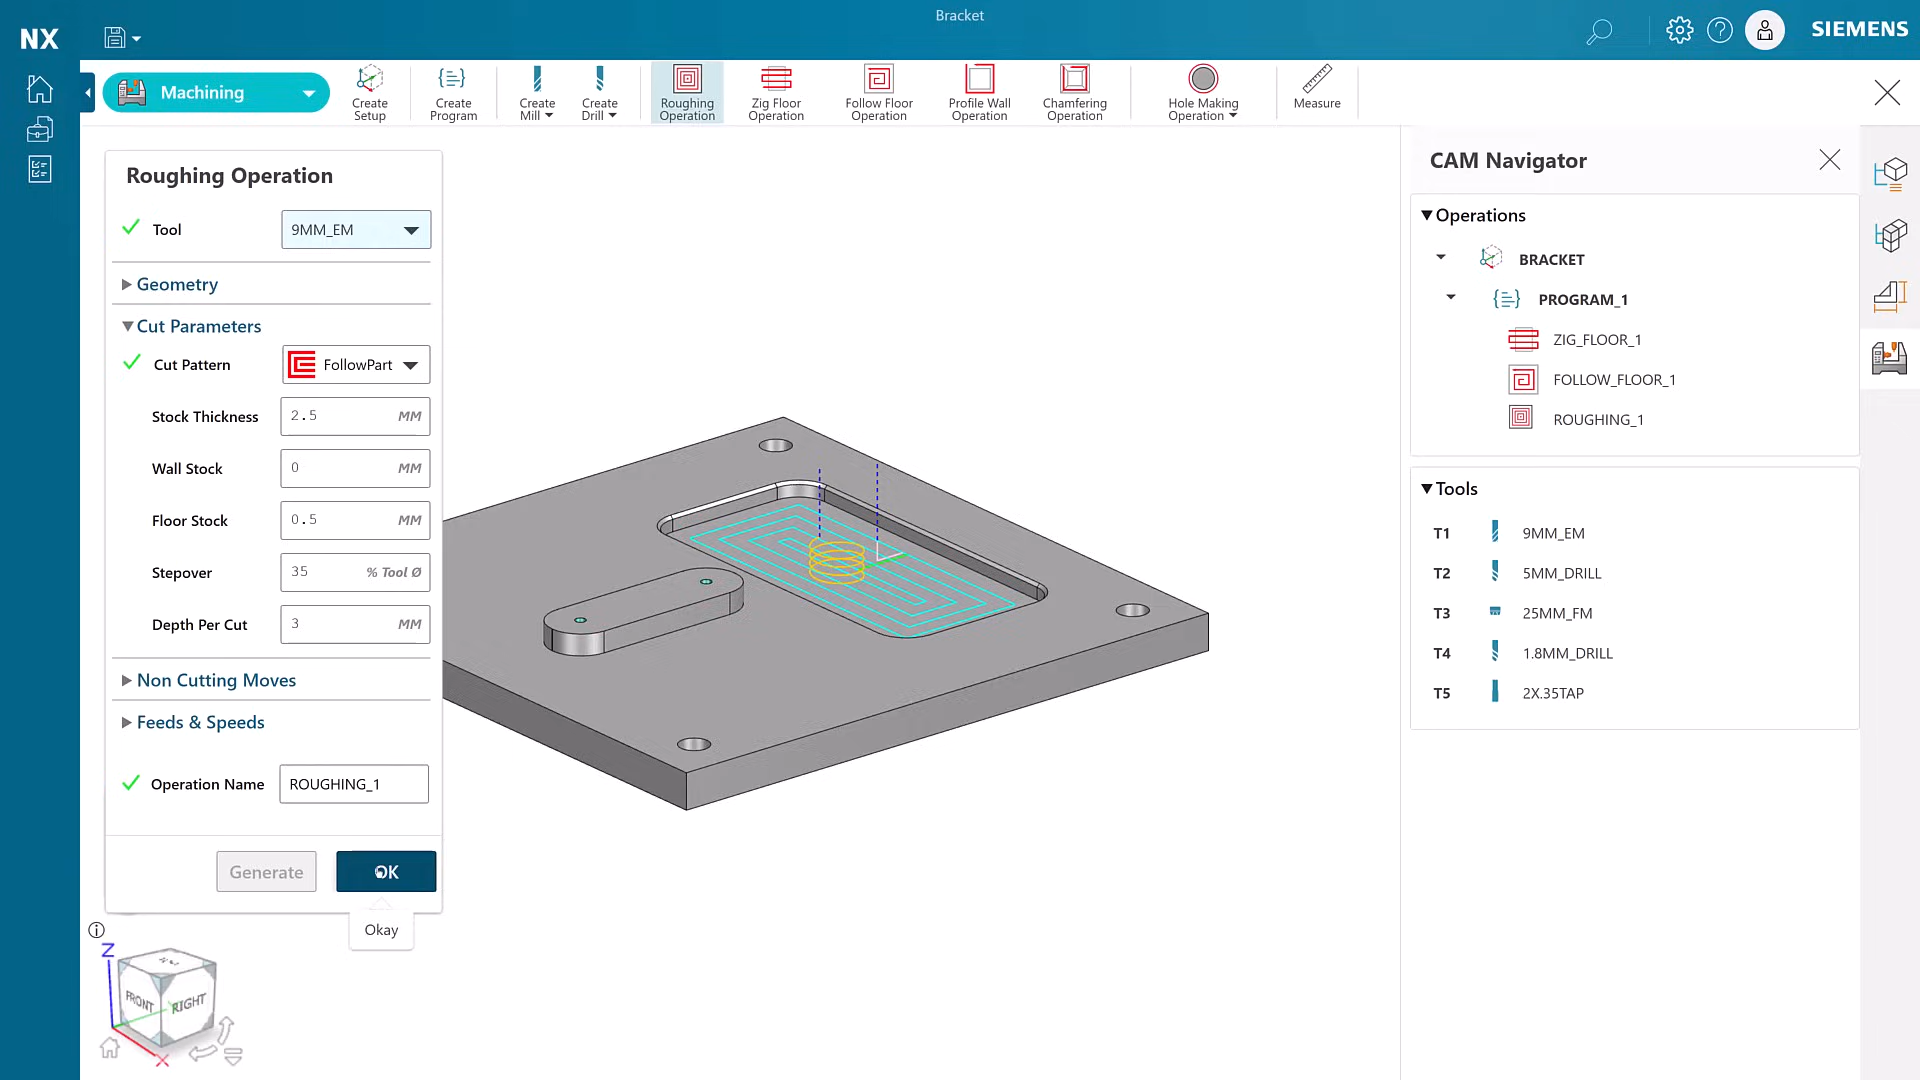 Bracket
NX
SIEMENS
Machining
Create Setup
Create Program
Create Mill
Create Drill
Roughing Operation
Zig Floor Operation
Follow Floor Operation
Profile Wall Operation
Chamfering Operation
Hole Making Operation
Measure
Roughing Operation
Tool 9MM_EM
Geometry
Cut Parameters
Cut Pattern FollowPart
Stock Thickness 2.5 MM
Wall Stock 0 MM
Floor Stock 0.5 MM
Stepover 35 % Tool Ø
Depth Per Cut 3 MM
Non Cutting Moves
Feeds & Speeds
Operation Name ROUGHING_1
Generate OK
Okay
Z
FRONT
RIGHT
X
CAM Navigator
Operations
BRACKET
PROGRAM_1
ZIG_FLOOR_1
FOLLOW_FLOOR_1
ROUGHING_1
Tools
T1 9MM_EM
T2 5MM_DRILL
T3 25MM_FM
T4 1.8MM_DRILL
T5 2X.35TAP